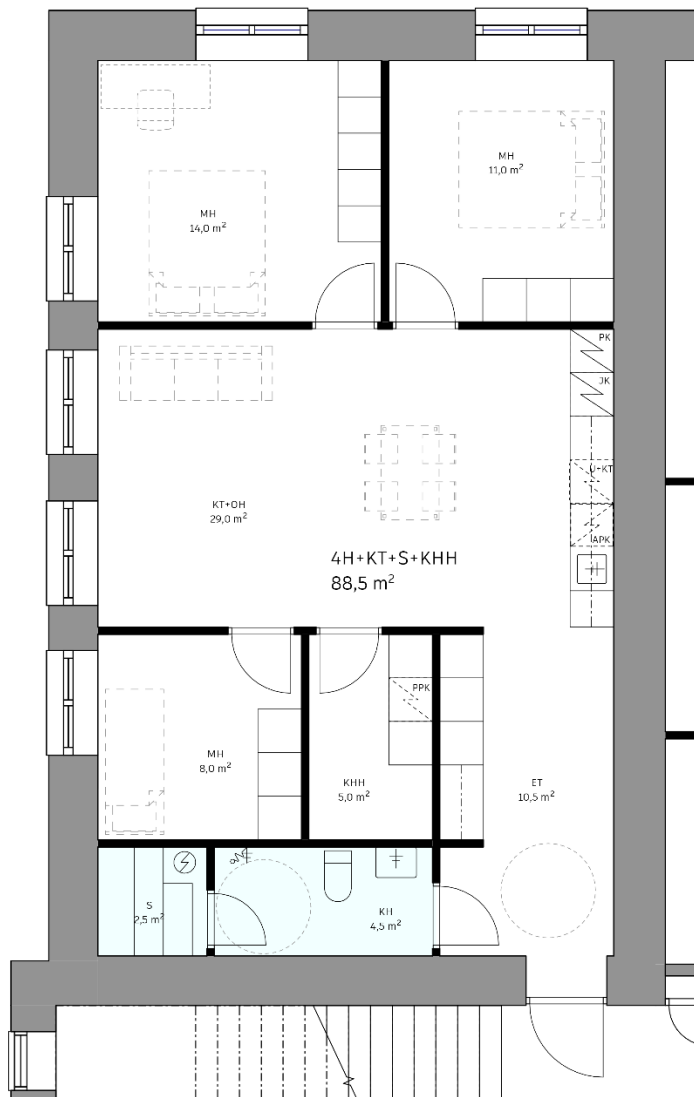 MH
14,0 m²
MH
11,0 m²
PK
JK
KT+OH
29,0 m²
U+KT
APK
4H+KT+S+KHH
88,5 m²
MH
8,0 m²
PPK
KHH
5,0 m²
ET
10,5 m²
S
2,5 m²
KH
4,5 m²